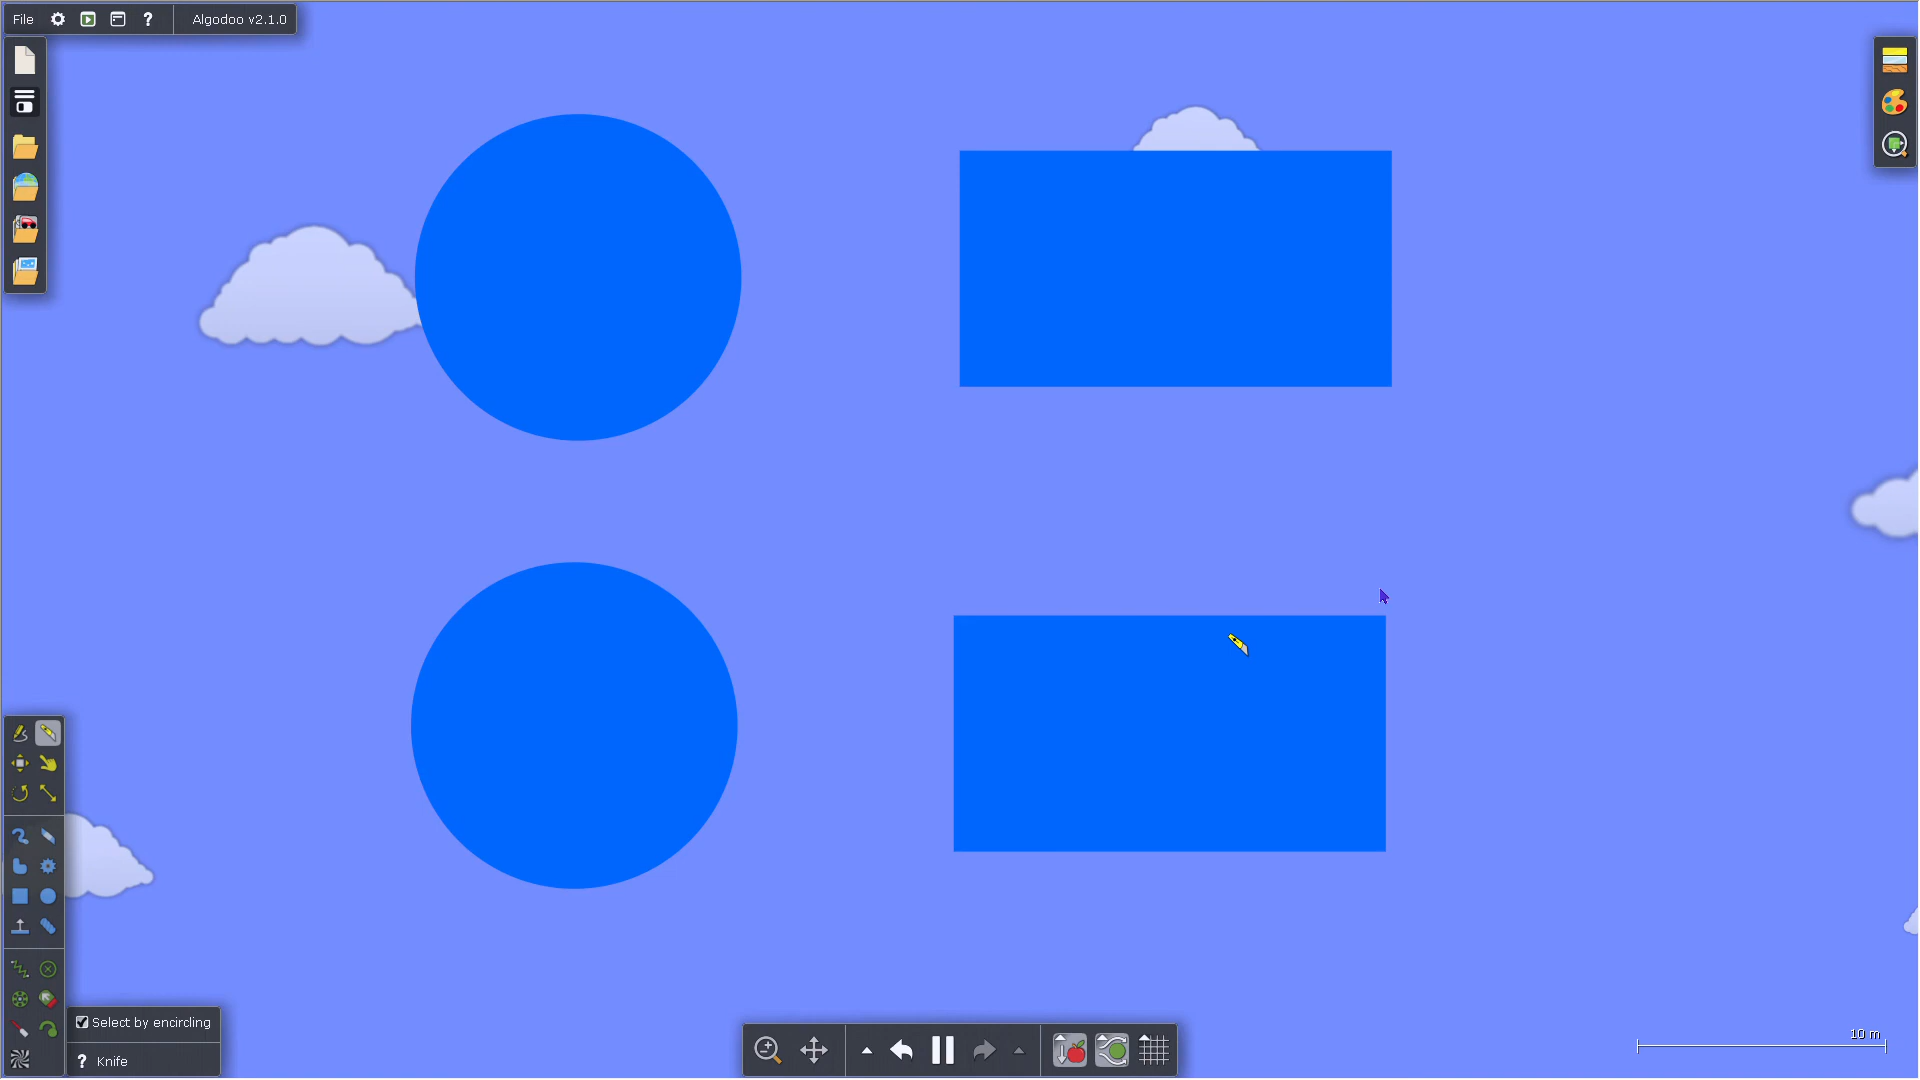 File ? Algodoo v2.1.0
Select by encircling
? Knife
10 m